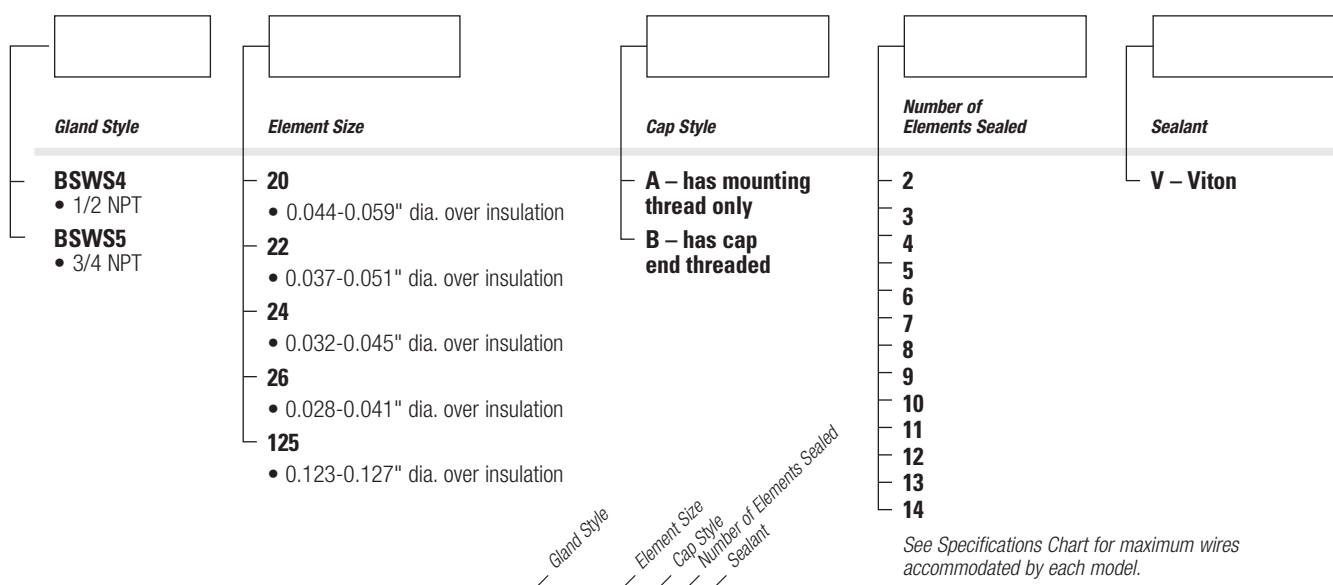 Gland Style
Element Size
Cap Style
Number of
Elements Sealed
Sealant
BSWS4
• 1/2 NPT
BSWS5
• 3/4 NPT
20
• 0.044-0.059" dia. over insulation
22
• 0.037-0.051" dia. over insulation
24
• 0.032-0.045" dia. over insulation
26
• 0.028-0.041" dia. over insulation
125
• 0.123-0.127" dia. over insulation
A – has mounting
thread only
B – has cap
end threaded
2
3
4
5
6
7
8
9
10
11
12
13
14
See Specifications Chart for maximum wires
accommodated by each model.
V – Viton
Gland Style
Element Size
Cap Style
Number of Elements Sealed
Sealant